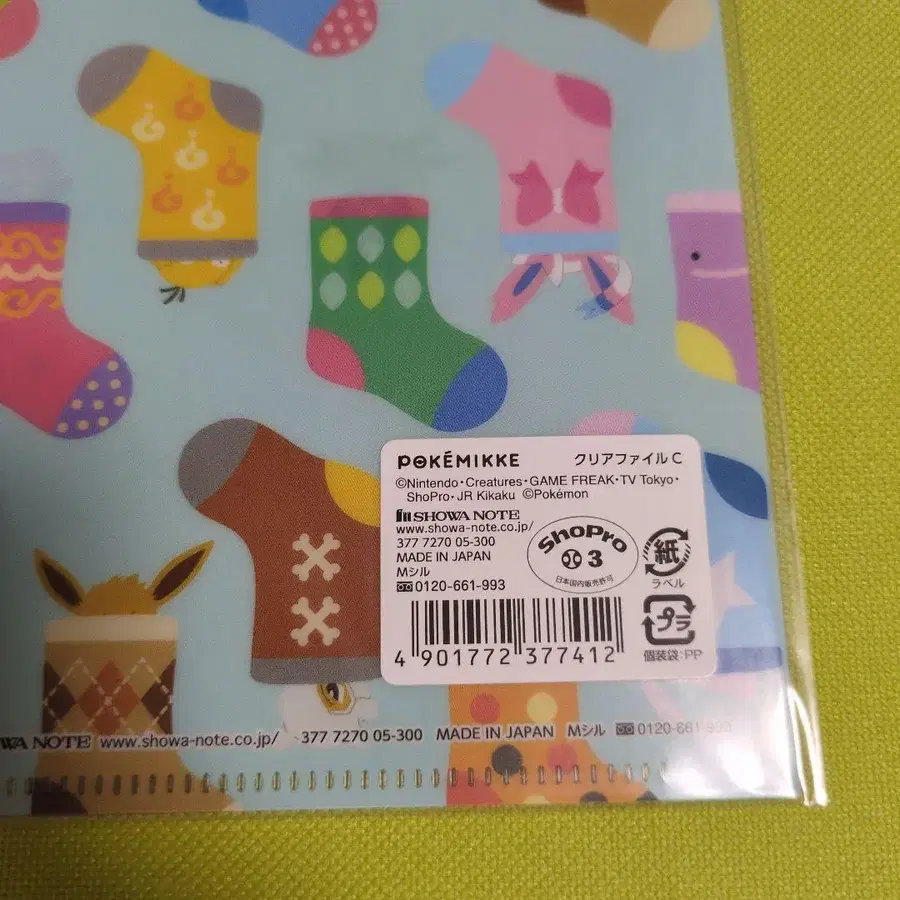 POKÉMIKKE クリアファイル C
©Nintendo・Creatures・GAME FREAK・TV Tokyo・
ShoPro・JR Kikaku ©Pokémon
SHOWA NOTE
www.showa-note.co.jp/
377 7270 05-300
MADE IN JAPAN
Mシル
0120-661-993
ShoPro
3
日本国内販売許可
紙
ラベル
プラ
個装袋:PP
4 901772 377412
WA NOTE www.showa-note.co.jp/ 377 7270 05-300 MADE IN JAPAN Mシル 0120-661-993